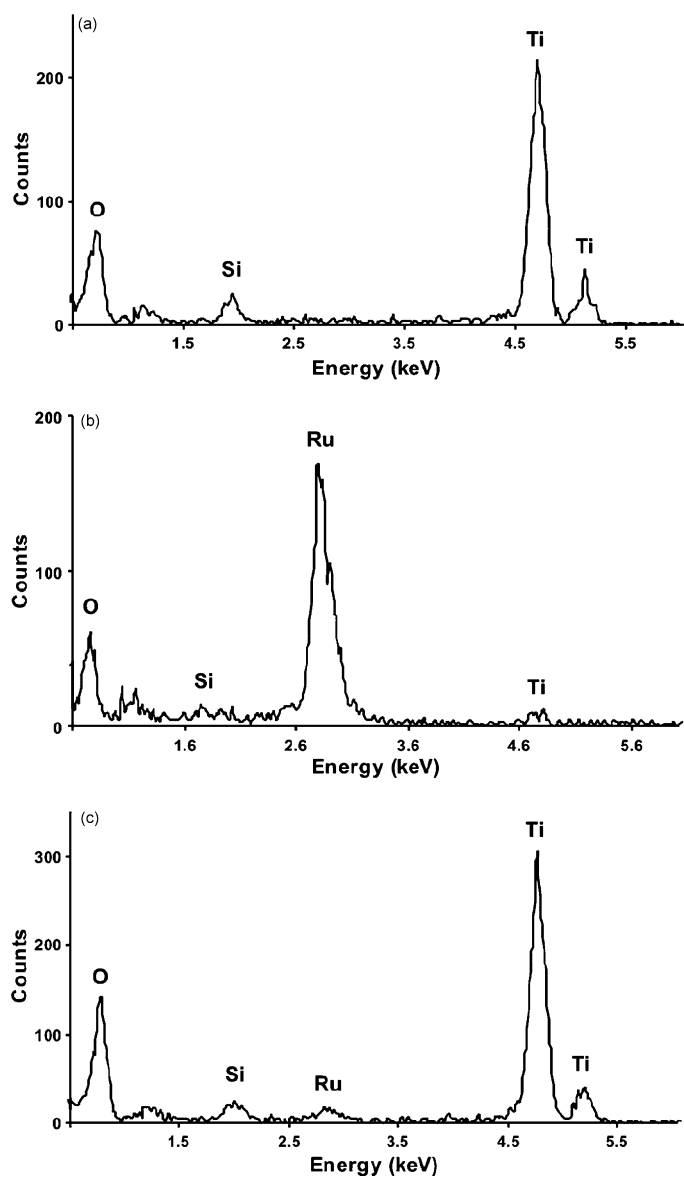 (a)
Ti
200
Counts
O
100
Ti
Si
0
1.5 2.5 3.5 4.5 5.5
Energy (keV)
200
(b)
Ru
Counts
100
O
Si
Ti
0
1.6 2.6 3.6 4.6 5.6
Energy (keV)
(c)
Ti
300
200
Counts
O
100
Si
Ru
Ti
0
1.5 2.5 3.5 4.5 5.5
Energy (keV)